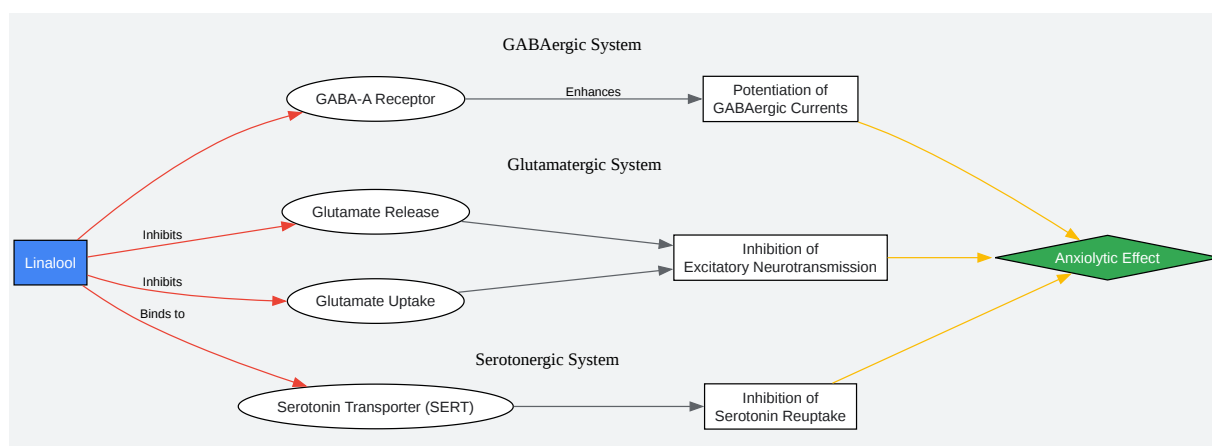 GABAergic System
GABA-A Receptor
Enhances
Potentiation of
GABAergic Currents
Glutamatergic System
Glutamate Release
Inhibits
Linalool
Inhibition of
Excitatory Neurotransmission
Anxiolytic Effect
Inhibits
Glutamate Uptake
Binds to
Serotonergic System
Serotonin Transporter (SERT)
Inhibition of
Serotonin Reuptake